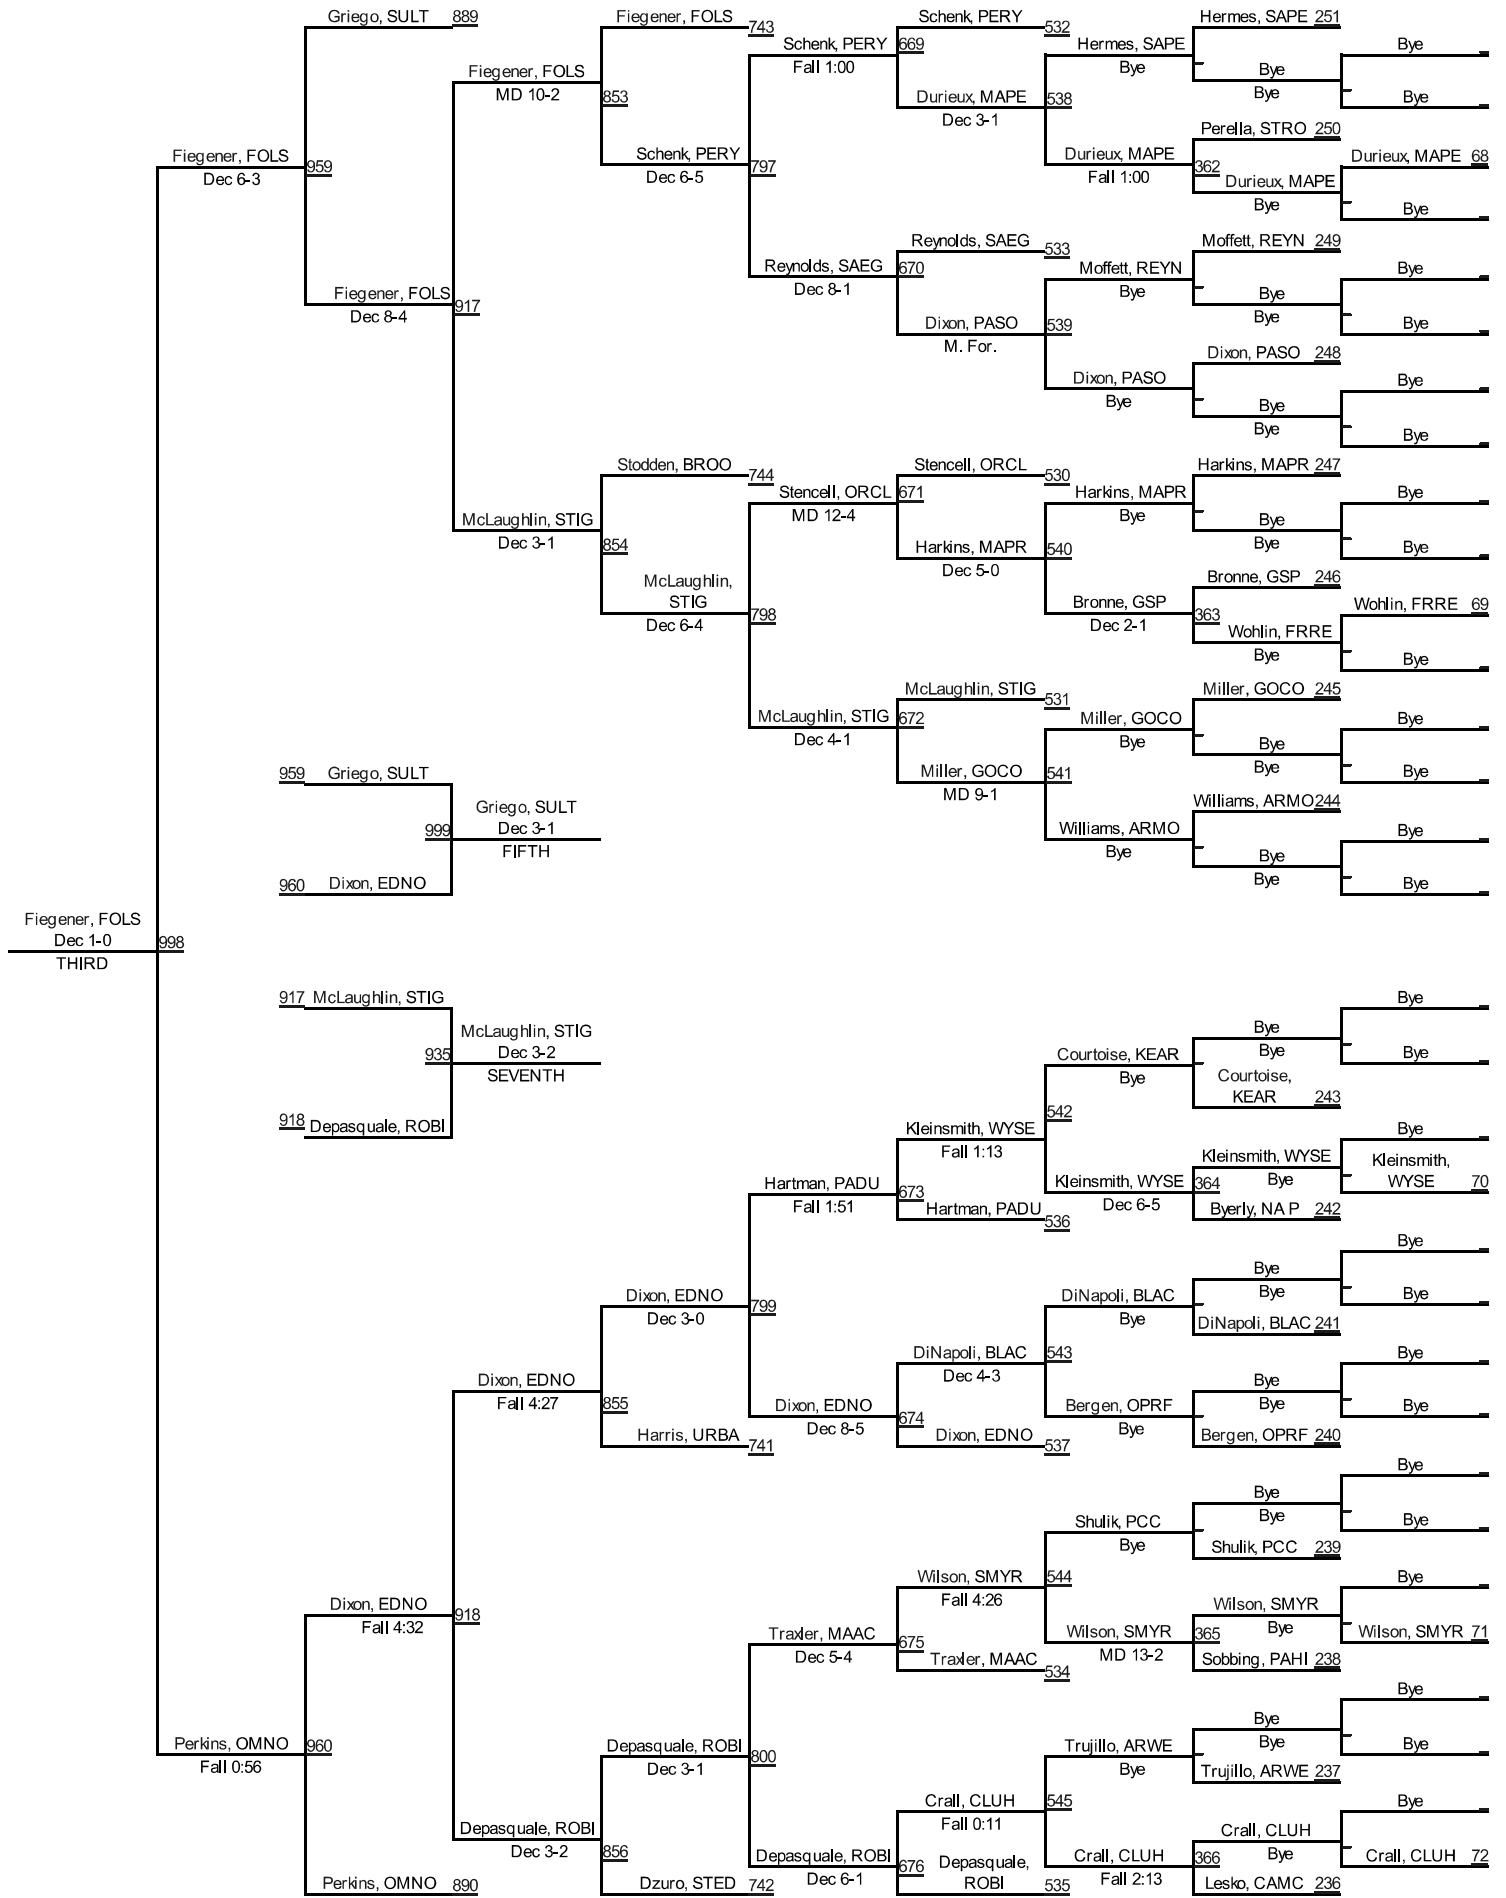 Griego, SULT 889
Fiegener, FOLS 743
Schenk, PERY 532
Hermes, SAPE 251
Schenk, PERY 669
Fall 1:00
Hermes, SAPE
Bye
Bye
Bye
Bye
Bye
Fiegener, FOLS
MD 10-2
853
Durieux, MAPE 538
Dec 3-1
Perella, STRO 250
Fiegener, FOLS 959
Dec 6-3
Schenk, PERY 797
Dec 6-5
Durieux, MAPE 362
Fall 1:00
Durieux, MAPE 68
Durieux, MAPE
Bye
Bye
Reynolds, SAEG 533
Moffett, REYN 249
Reynolds, SAEG 670
Dec 8-1
Moffett, REYN
Bye
Bye
Bye
Bye
Bye
Fiegener, FOLS 917
Dec 8-4
Dixon, PASO 539
M. For.
Dixon, PASO 248
Dixon, PASO
Bye
Bye
Bye
Bye
Bye
Stodden, BROO 744
Stencell, ORCL 530
Harkins, MAPR 247
Stencell, ORCL 671
MD 12-4
Harkins, MAPR
Bye
Bye
Bye
Bye
Bye
McLaughlin, STIG
Dec 3-1
854
Harkins, MAPR 540
Dec 5-0
Bronne, GSP 246
McLaughlin,
STIG
Dec 6-4
798
Bronne, GSP 363
Dec 2-1
Wohlin, FRRE 69
Wohlin, FRRE
Bye
Bye
McLaughlin, STIG 531
Miller, GOCO 245
McLaughlin, STIG 672
Dec 4-1
Miller, GOCO
Bye
Bye
Bye
Bye
Bye
959 Griego, SULT
Miller, GOCO 541
MD 9-1
Griego, SULT
999 Dec 3-1
FIFTH
Williams, ARMO 244
Williams, ARMO
Bye
Bye
Bye
Bye
Bye
960 Dixon, EDNO
Fiegener, FOLS
Dec 1-0
998
THIRD
917 McLaughlin, STIG
McLaughlin, STIG
935 Dec 3-2
SEVENTH
918 Depasquale, ROBI
Bye
Bye
Bye
Bye
Courtoise, KEAR
Bye
Courtoise,
KEAR 243
542
Kleinsmith, WYSE
Fall 1:13
Bye
Kleinsmith, WYSE
Bye
Kleinsmith,
WYSE 70
Hartman, PADU 673
Fall 1:51
Kleinsmith, WYSE 364
Dec 6-5
Hartman, PADU 536
Byerly, NA P 242
Bye
Bye
Bye
Bye
Dixon, EDNO 799
Dec 3-0
DiNapoli, BLAC
Bye
DiNapoli, BLAC 241
DiNapoli, BLAC 543
Dec 4-3
Bye
Bye
Bye
Bye
Dixon, EDNO
Fall 4:27
855
Dixon, EDNO 674
Dec 8-5
Bergen, OPRF
Bye
Harris, URBA 741
Dixon, EDNO 537
Bergen, OPRF 240
Bye
Bye
Bye
Bye
Shulik, PCC
Bye
Shulik, PCC 239
Wilson, SMYR 544
Fall 4:26
Bye
Dixon, EDNO 918
Fall 4:32
Wilson, SMYR
Bye
Wilson, SMYR 71
Traxler, MAAC 675
Dec 5-4
Wilson, SMYR 365
MD 13-2
Traxler, MAAC 534
Sobbing, PAHI 238
Bye
Bye
Bye
Bye
Perkins, OMNO 960
Fall 0:56
Depasquale, ROBI 800
Dec 3-1
Trujillo, ARWE
Bye
Trujillo, ARWE 237
Crall, CLUH 545
Fall 0:11
Bye
Depasquale, ROBI
Dec 3-2
856
Crall, CLUH
Bye
Crall, CLUH 72
Depasquale, ROBI 676
Dec 6-1
Crall, CLUH 366
Fall 2:13
Perkins, OMNO 890
Dzuro, STED 742
Depasquale,
ROBI 535
Lesko, CAMC 236